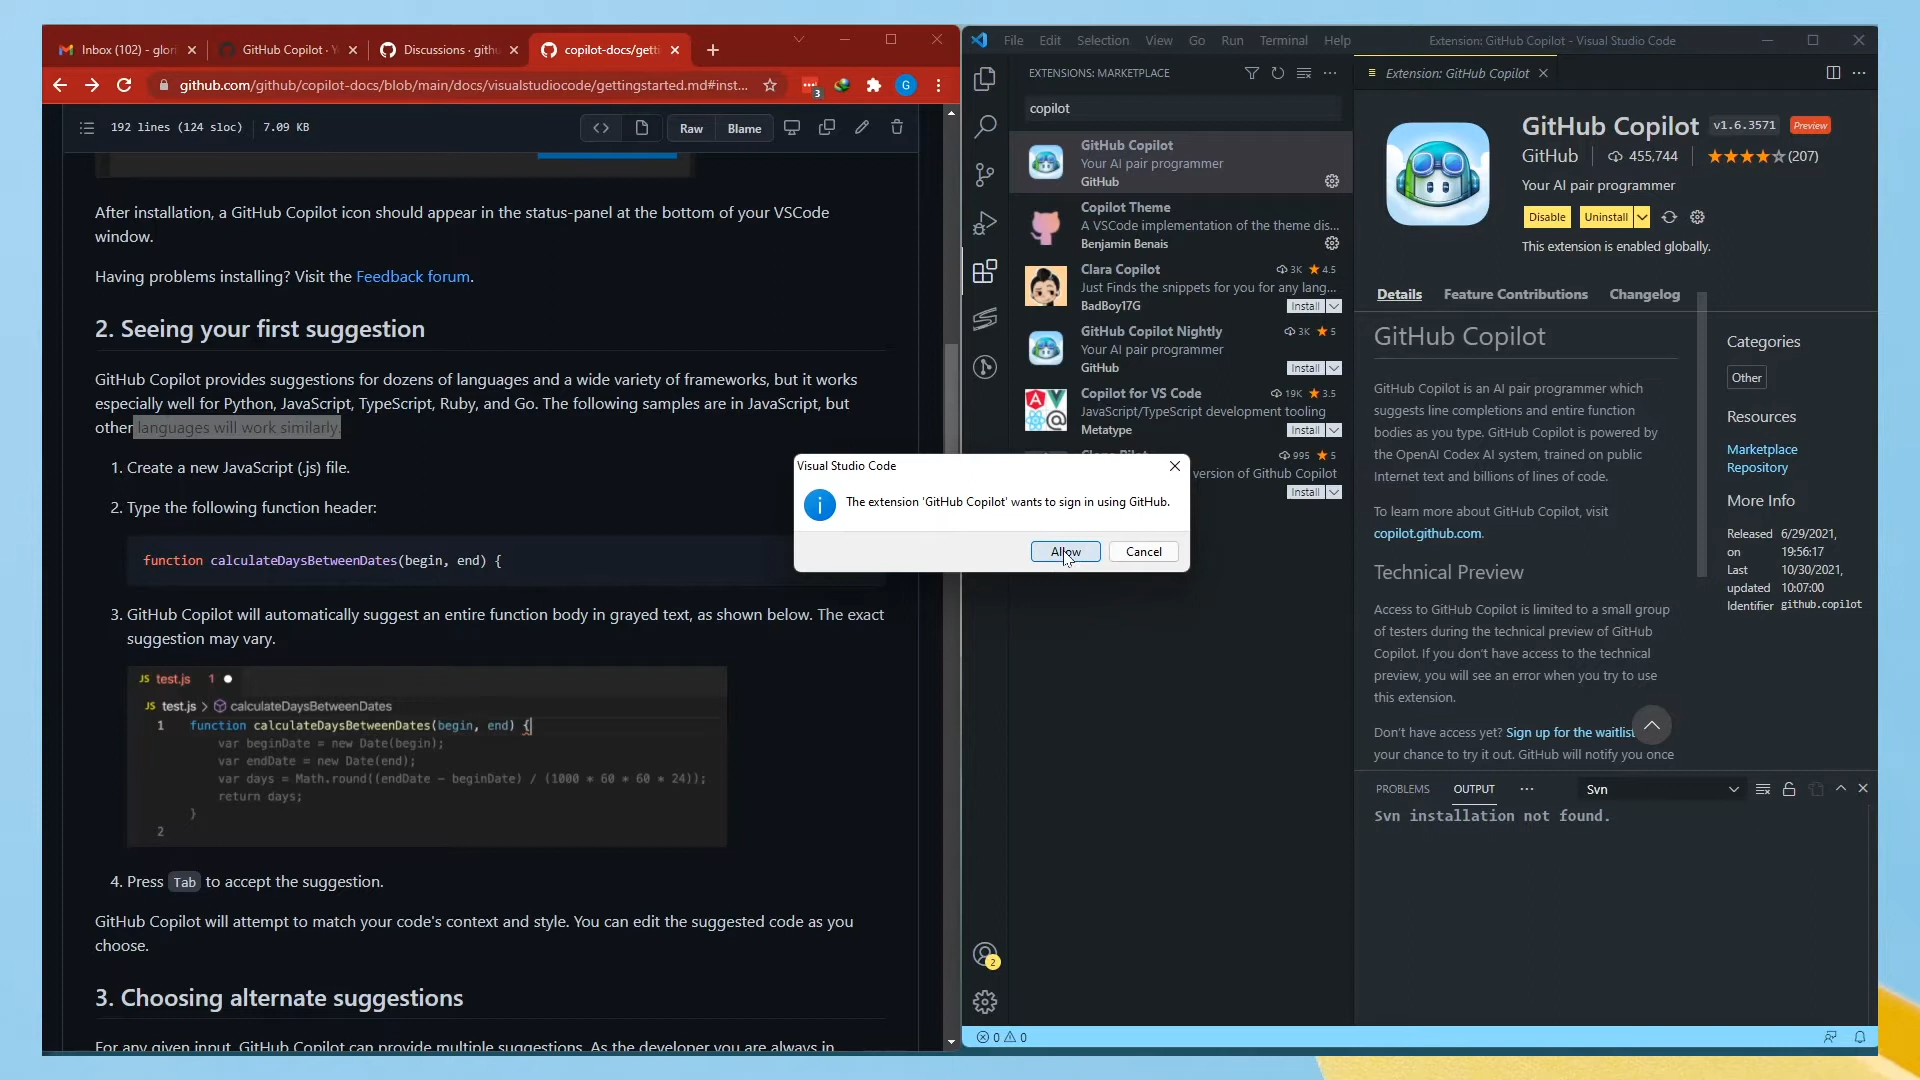 Inbox (102) - glori
GitHub Copilot · Y
Discussions · githu
copilot-docs/getti
github.com/github/copilot-docs/blob/main/docs/visualstudiocode/gettingstarted.md#inst...
3
G
192 lines (124 sloc)
7.09 KB
Raw
Blame
After installation, a GitHub Copilot icon should appear in the status-panel at the bottom of your VSCode
window.
Having problems installing? Visit the Feedback forum.
2. Seeing your first suggestion
GitHub Copilot provides suggestions for dozens of languages and a wide variety of frameworks, but it works
especially well for Python, JavaScript, TypeScript, Ruby, and Go. The following samples are in JavaScript, but
other languages will work similarly.
1. Create a new JavaScript (.js) file.
2. Type the following function header:
function calculateDaysBetweenDates(begin, end) {
3. GitHub Copilot will automatically suggest an entire function body in grayed text, as shown below. The exact
suggestion may vary.
JS test.js 1
JS test.js > calculateDaysBetweenDates
1 function calculateDaysBetweenDates(begin, end) {
var beginDate = new Date(begin);
var endDate = new Date(end);
var days = Math.round((endDate - beginDate) / (1000 * 60 * 60 * 24));
return days;
}
2
4. Press Tab to accept the suggestion.
GitHub Copilot will attempt to match your code's context and style. You can edit the suggested code as you
choose.
3. Choosing alternate suggestions
For any given input, GitHub Copilot can provide multiple suggestions. As the developer you are always in
File Edit Selection View Go Run Terminal Help
Extension: GitHub Copilot - Visual Studio Code
EXTENSIONS: MARKETPLACE
copilot
GitHub Copilot
Your AI pair programmer
GitHub
Copilot Theme
A VSCode implementation of the theme dis...
Benjamin Benais
Clara Copilot 3K 4.5
Just Finds the snippets for you for any lang...
BadBoy17G
Install
GitHub Copilot Nightly 3K 5
Your AI pair programmer
GitHub
Install
Copilot for VS Code 19K 3.5
JavaScript/TypeScript development tooling
Metatype
Install
995 5
version of Github Copilot
Install
Visual Studio Code
The extension 'GitHub Copilot' wants to sign in using GitHub.
Allow
Cancel
2
Extension: GitHub Copilot
GitHub Copilot v1.6.3571 Preview
GitHub 455,744 (207)
Your AI pair programmer
Disable
Uninstall
This extension is enabled globally.
Details
Feature Contributions
Changelog
GitHub Copilot
GitHub Copilot is an AI pair programmer which
suggests line completions and entire function
bodies as you type. GitHub Copilot is powered by
the OpenAI Codex AI system, trained on public
Internet text and billions of lines of code.
To learn more about GitHub Copilot, visit
copilot.github.com.
Technical Preview
Access to GitHub Copilot is limited to a small group
of testers during the technical preview of GitHub
Copilot. If you don't have access to the technical
preview, you will see an error when you try to use
this extension.
Don't have access yet? Sign up for the waitlist
your chance to try it out. GitHub will notify you once
Categories
Other
Resources
Marketplace
Repository
More Info
Released 6/29/2021,
on 19:56:17
Last 10/30/2021,
updated 10:07:00
Identifier github.copilot
PROBLEMS
OUTPUT
Svn
Svn installation not found.
0 0